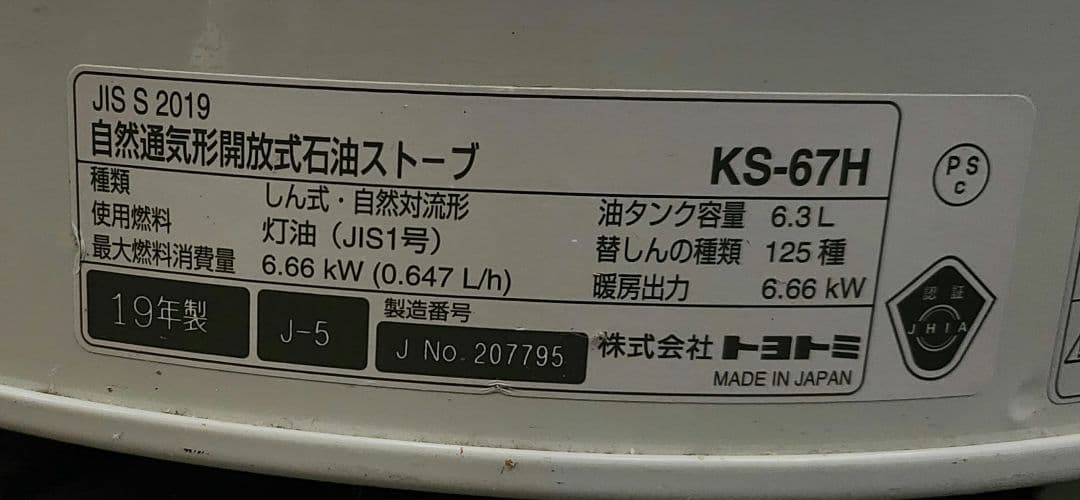 JIS S 2019
自然通気形開放式石油ストーブ
KS-67H
種類 しん式・自然対流形
使用燃料 灯油（JIS1号）
最大燃料消費量 6.66 kW (0.647 L/h)
油タンク容量 6.3 L
替しんの種類 125 種
暖房出力 6.66 kW
19年製
J-5
製造番号
J No. 207795
株式会社 トヨトミ
MADE IN JAPAN
PS
C
認証
JHIA